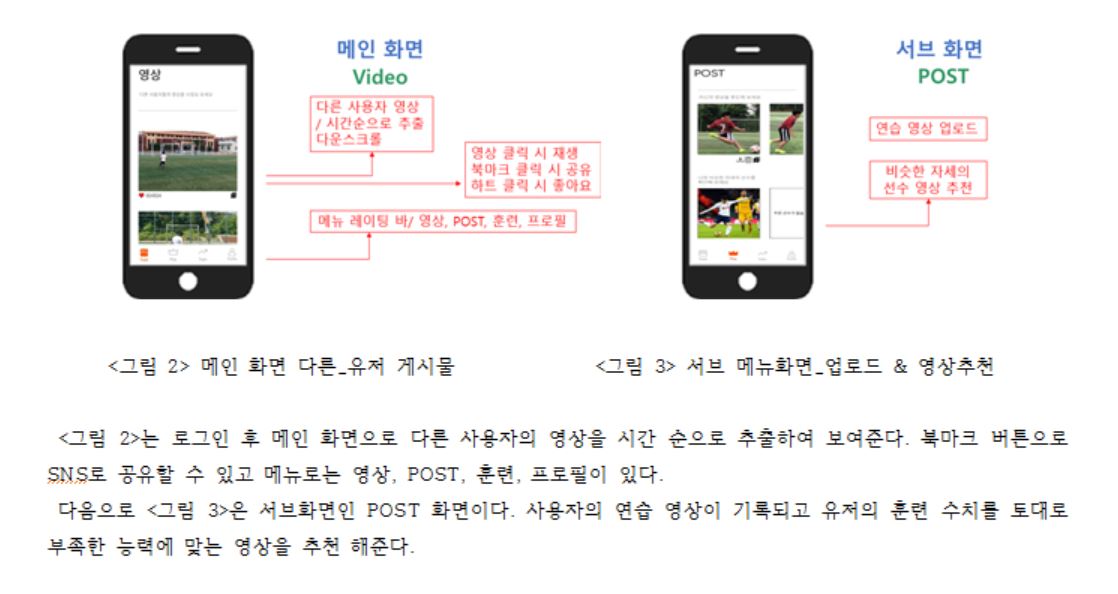 메인 화면
Video
영상
다른 사용자 영상
/ 시간순으로 추출
다운스크롤
영상 클릭 시 재생
북마크 클릭 시 공유
하트 클릭 시 좋아요
메뉴 레이팅 바/ 영상, POST, 훈련, 프로필
서브 화면
POST
POST
연습 영상 업로드
비슷한 자세의
선수 영상 추천
<그림 2> 메인 화면 다른_유저 게시물
<그림 3> 서브 메뉴화면_업로드 & 영상추천
<그림 2>는 로그인 후 메인 화면으로 다른 사용자의 영상을 시간 순으로 추출하여 보여준다. 북마크 버튼으로
SNS로 공유할 수 있고 메뉴로는 영상, POST, 훈련, 프로필이 있다.
다음으로 <그림 3>은 서브화면인 POST 화면이다. 사용자의 연습 영상이 기록되고 유저의 훈련 수치를 토대로
부족한 능력에 맞는 영상을 추천 해준다.